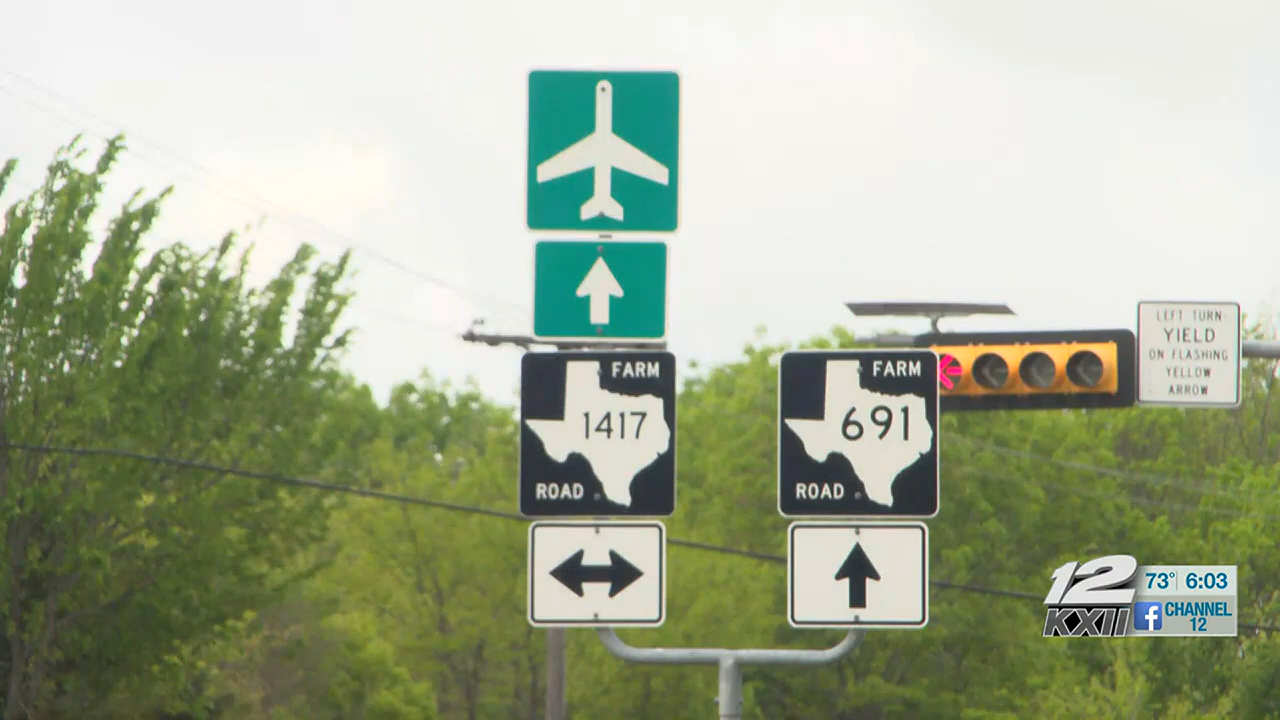 FARM
1417
ROAD
FARM
691
ROAD
LEFT TURN
YIELD
ON FLASHING
YELLOW
ARROW
12
KXII
73° 6:03
f CHANNEL
12